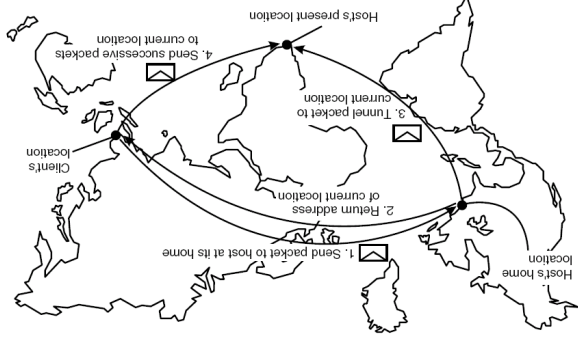 Host's home
location
1. Send packet to host at its home
2. Return address
of current location
Client's
location
3. Tunnel packet to
current location
4. Send successive packets
to current location
Host's present location